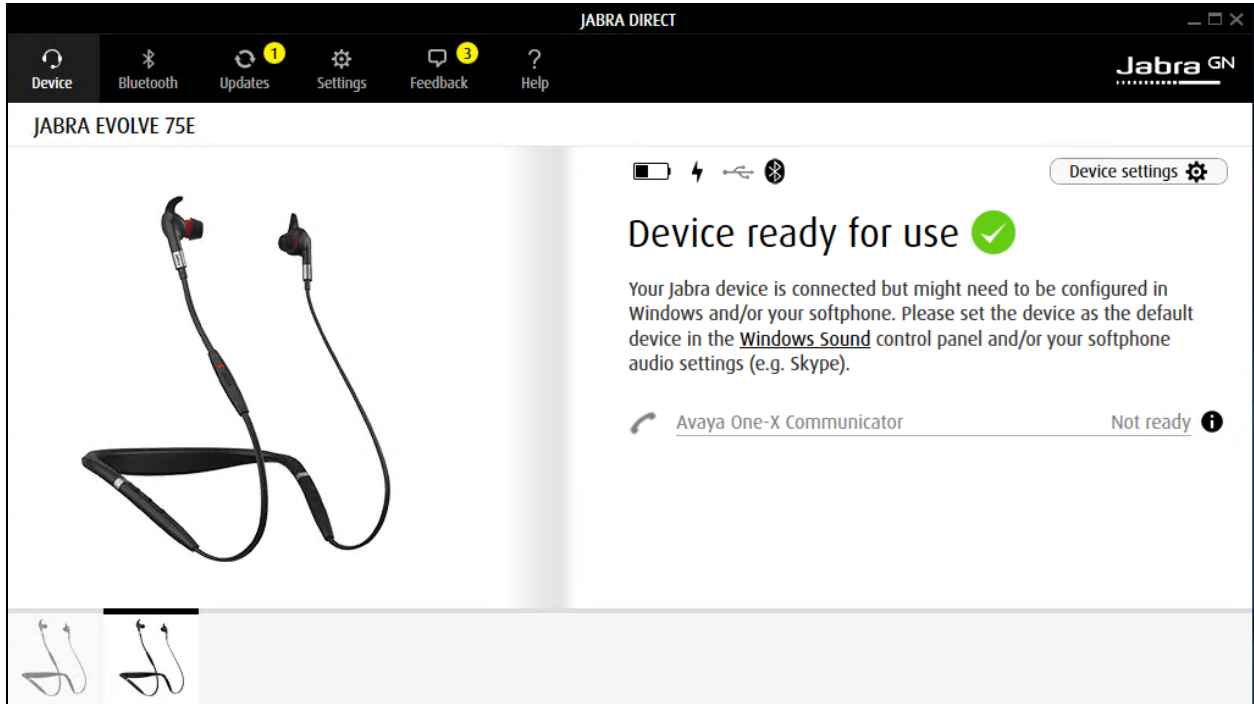 JABRA DIRECT
Device
Bluetooth
Updates 1
Settings
Feedback 3
? Help
Jabra GN
JABRA EVOLVE 75E
Device settings
Device ready for use
Your Jabra device is connected but might need to be configured in
Windows and/or your softphone. Please set the device as the default
device in the Windows Sound control panel and/or your softphone
audio settings (e.g. Skype).
Avaya One-X Communicator Not ready